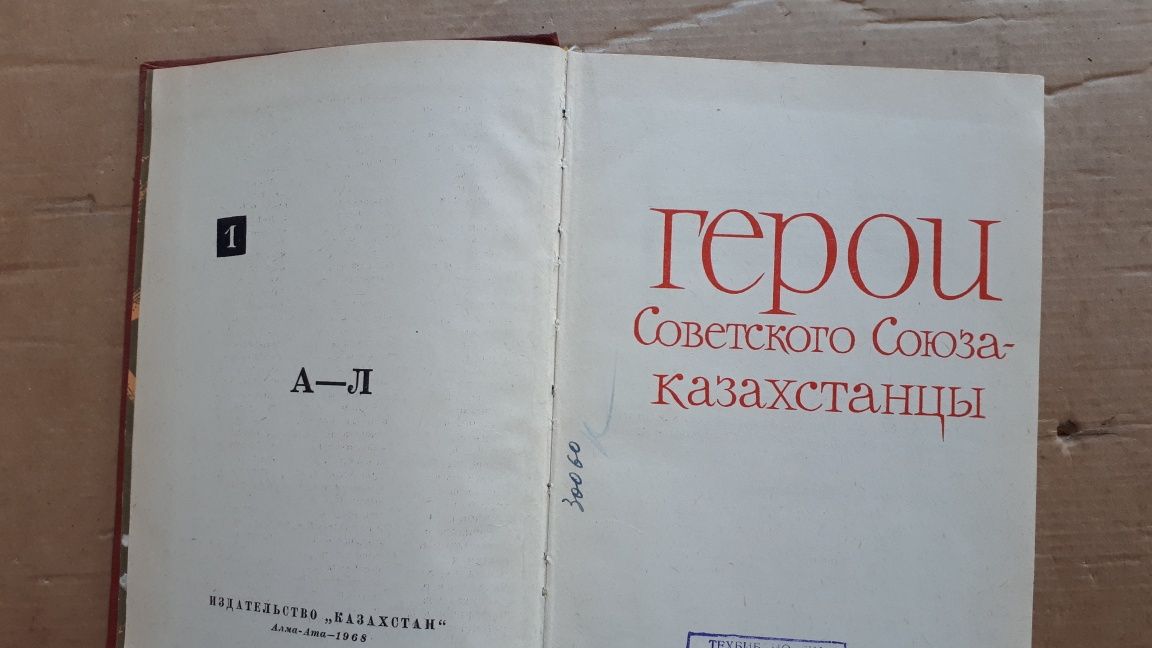 1
А—Л
ИЗДАТЕЛЬСТВО „КАЗАХСТАН“
Алма-Ата—1968
герои
Советского Союза-
казахстанцы
30060